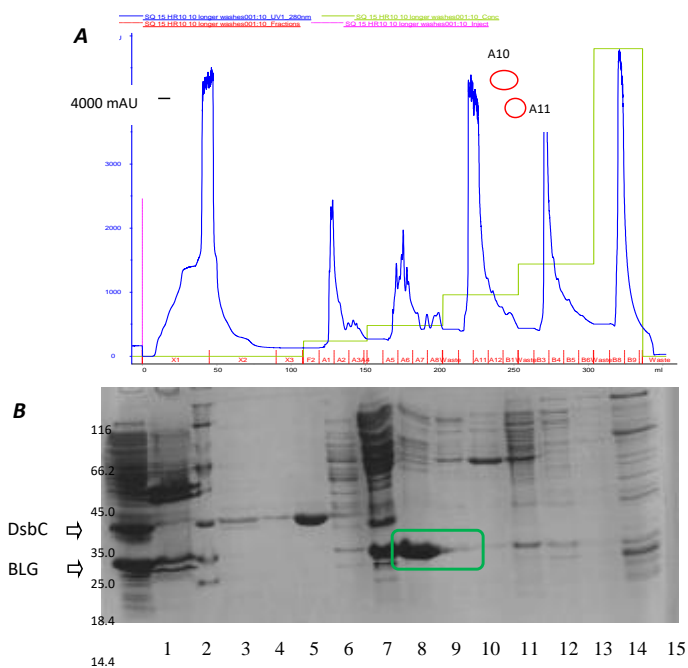 SQ 15 HR10 10 longer washes001:10_UV1_280nm SQ 15 HR10 10 longer washes001:10_Conc
SQ 15 HR10 10 longer washes001:10_Fractions SQ 15 HR10 10 longer washes001:10_Inject
A
A10
4000 mAU
A11
3000
2000
1000
0
X1 X2 X3 F2 A1 A2 A3 A4 A5 A6 A7 A8 Waste A11 A12 B1 Waste B3 B4 B5 B6 Waste B8 B9 Waste
0 50 100 150 200 250 300 ml
B
116
66.2
45.0
DsbC
35.0
BLG
25.0
18.4
1 2 3 4 5 6 7 8 9 10 11 12 13 14 15
14.4